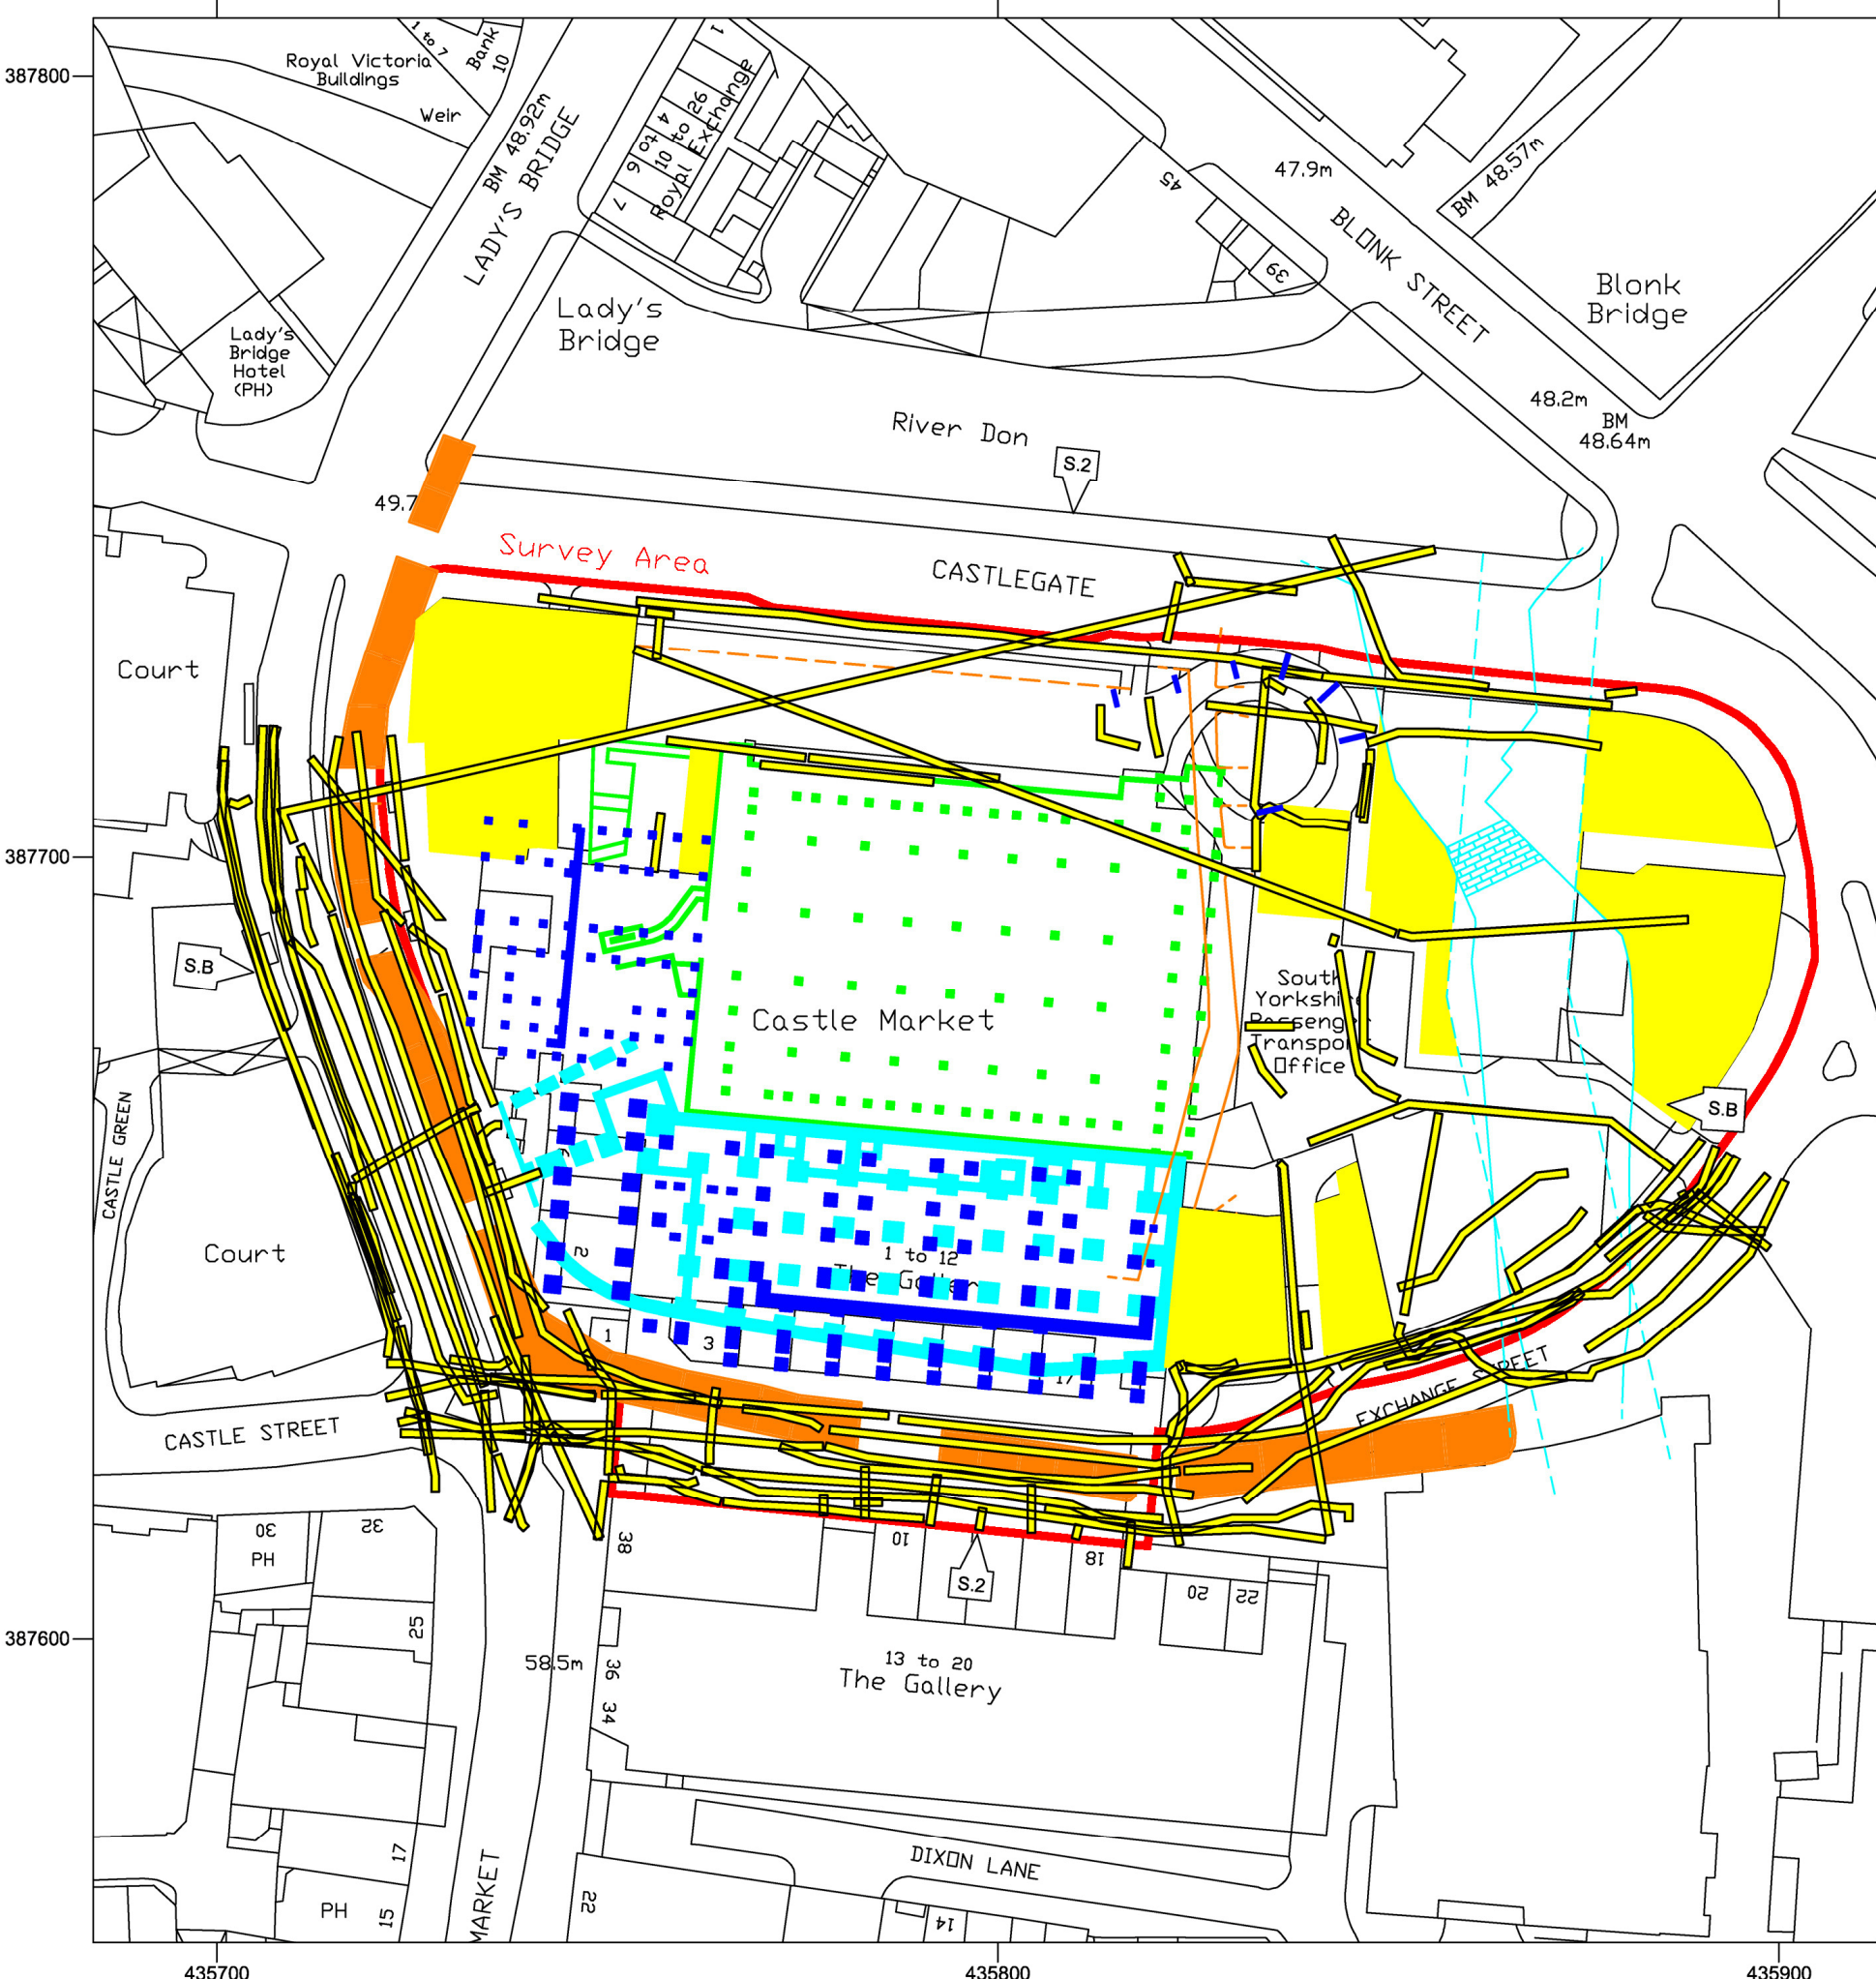 387800
387700
387600
435700
435800
435900
Royal Victoria
Buildings
1 to 7
Bank
10
Weir
BM 48.92m
LADY'S BRIDGE
1
26
4 to 6
10 to
Royal Exchange
7
Lady's
Bridge
Hotel
(PH)
Lady's
Bridge
45
39
47.9m
BM 48.57m
BLONK STREET
Blonk
Bridge
48.2m
BM
48.64m
River Don
S.2
49.7
Survey Area
CASTLEGATE
Court
S.B
Castle Market
South
Yorkshire
Passenger
Transport
Office
S.B
CASTLE GREEN
Court
2
1 to 12
The Galler
1
3
17
EXCHANGE STREET
CASTLE STREET
30
PH
32
25
38
10
18
S.2
20
22
58.5m
36
34
13 to 20
The Gallery
17
PH
15
MARKET
22
DIXON LANE
14